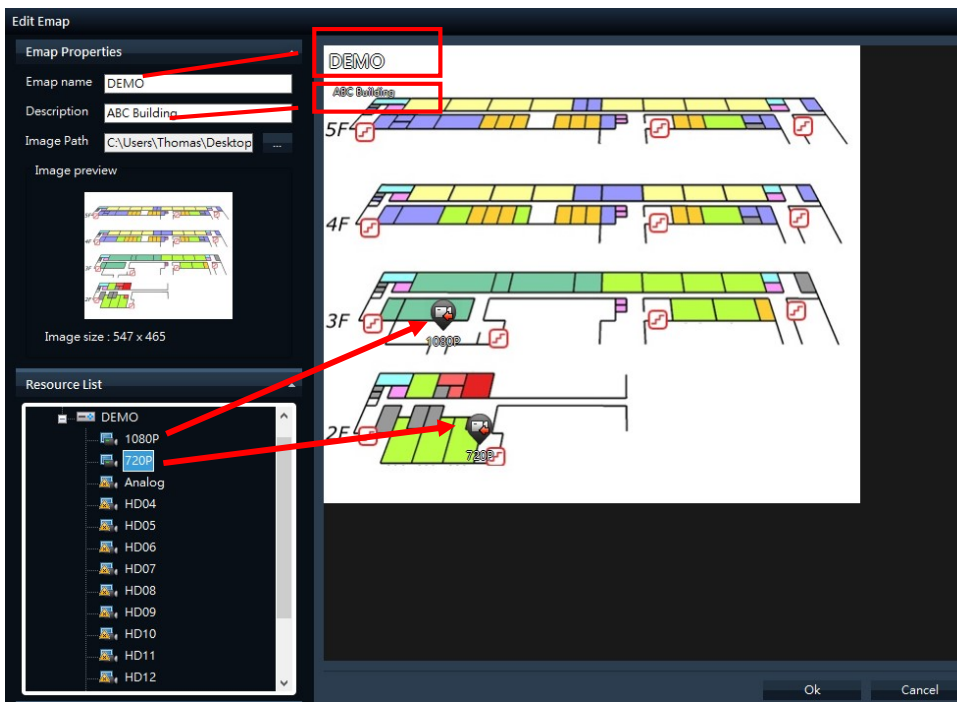 Edit Emap
Emap Properties
Emap name DEMO
Description ABC Building
Image Path C:\Users\Thomas\Desktop ...
Image preview
Image size : 547 x 465
Resource List
DEMO
1080P
720P
Analog
HD04
HD05
HD06
HD07
HD08
HD09
HD10
HD11
HD12
DEMO
ABC Building
5F
4F
3F
1080P
2F
720P
Ok Cancel